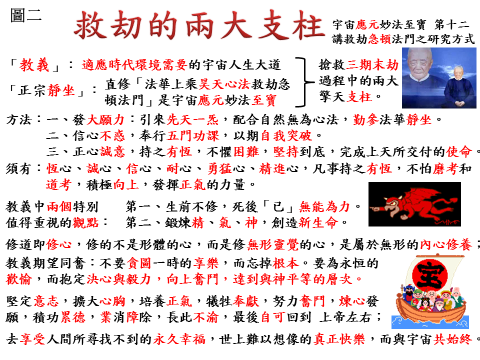 圖二
救劫的兩大支柱
宇宙應元妙法至寶 第十二
講救劫急頓法門之研究方式
「教義」：適應時代環境需要的宇宙人生大道
「正宗靜坐」：直修「法華上乘昊天心法救劫急
頓法門」是宇宙應元妙法至寶
搶救三期末劫
過程中的兩大
擎天支柱。
方法：一、發大願力：引來先天一炁，配合自然無為心法，勤參法華靜坐。
二、信心不惑，奉行五門功課，以期自我突破。
三、正心誠意，持之有恆，不懼困難，堅持到底，完成上天所交付的使命。
須有：恆心、誠心、信心、耐心、勇猛心、精進心，凡事持之有恆，不怕磨考和
道考，積極向上，發揮正氣的力量。
教義中兩個特別 第一、生前不修，死後「已」無能為力。
值得重視的觀點： 第二、鍛煉精、氣、神，創造新生命。
修道即修心，修的不是形體的心，而是修無形靈覺的心，是屬於無形的內心修養；
教義期望同奮：不要貪圖一時的享樂，而忘掉根本。要為永恒的
歡愉，而抱定決心與毅力，向上奮鬥，達到與神平等的層次。
堅定意志，擴大心胸，培養正氣，犧牲奉獻，努力奮鬥，煉心發
願，積功累德，業消障除，長此不渝，最後自可回到 上帝左右；
去享受人間所尋找不到的永久幸福，世上難以想像的真正快樂，而與宇宙共始終。
宝